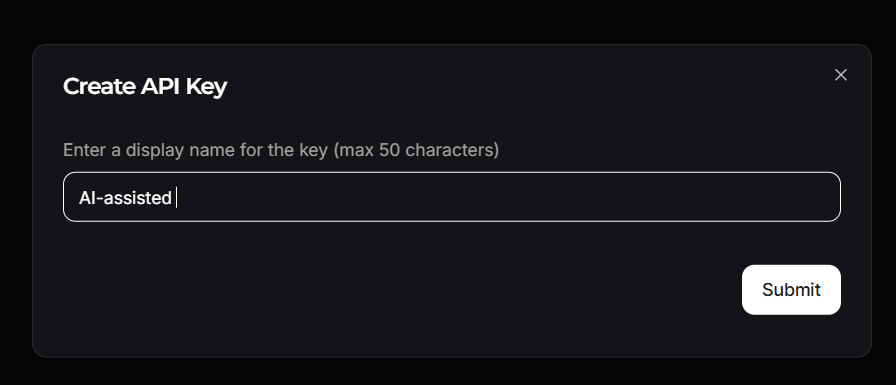 Create API Key
Enter a display name for the key (max 50 characters)
AI-assisted
Submit